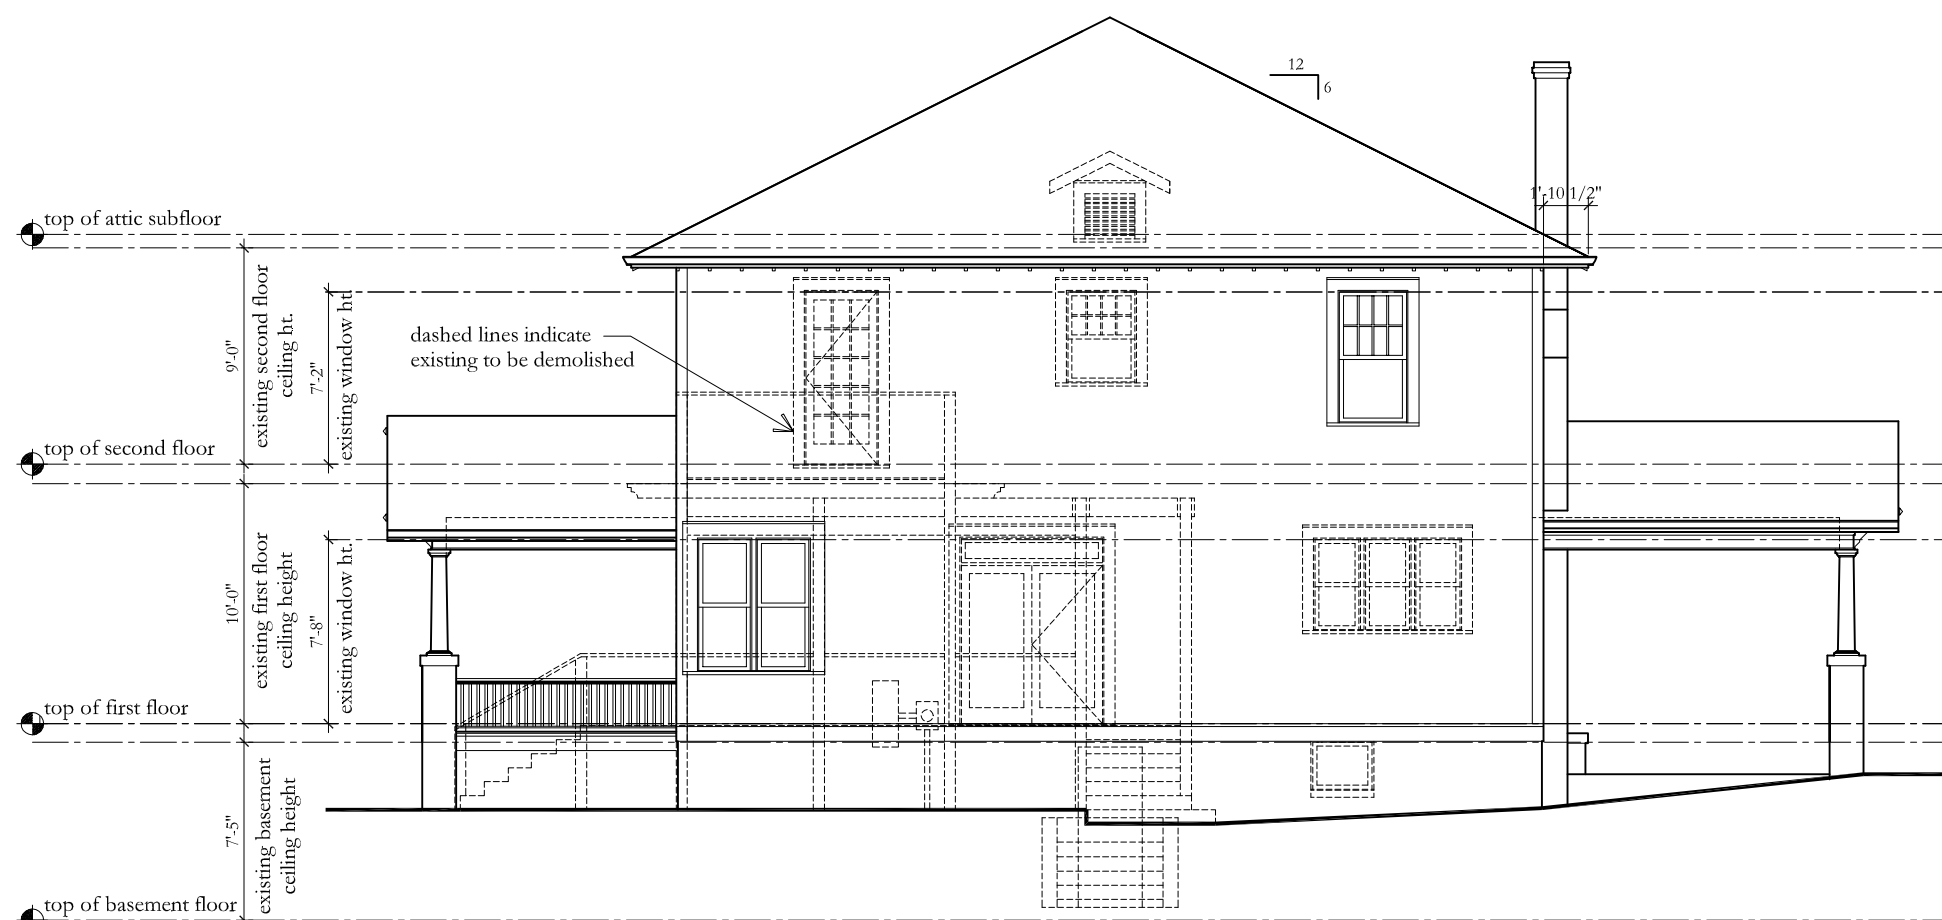 12
6
1'-10 1/2"
top of attic subfloor
9'-0"
existing second floor
ceiling ht.
7'-2"
existing window ht.
dashed lines indicate
existing to be demolished
top of second floor
10'-0"
existing first floor
ceiling height
7'-8"
existing window ht.
top of first floor
7'-5"
existing basement
ceiling height
top of basement floor